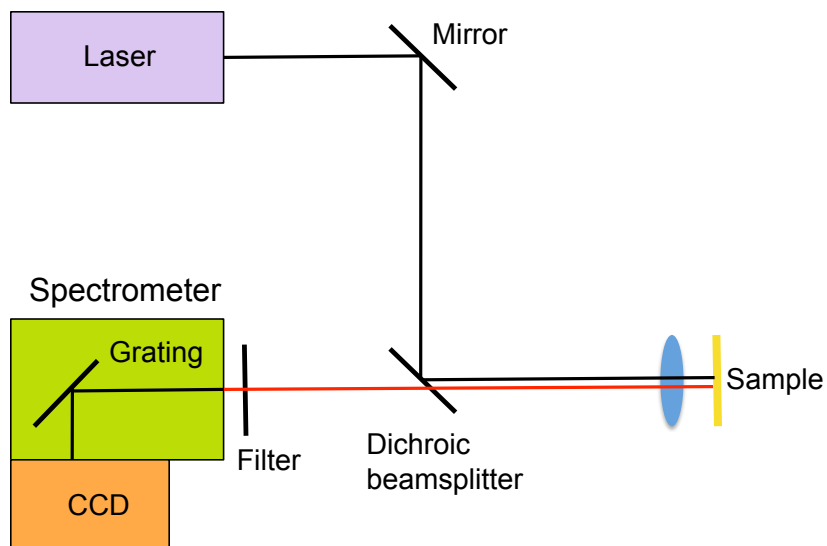 Laser
Mirror
Spectrometer
Grating
Sample
Filter
Dichroic
beamsplitter
CCD